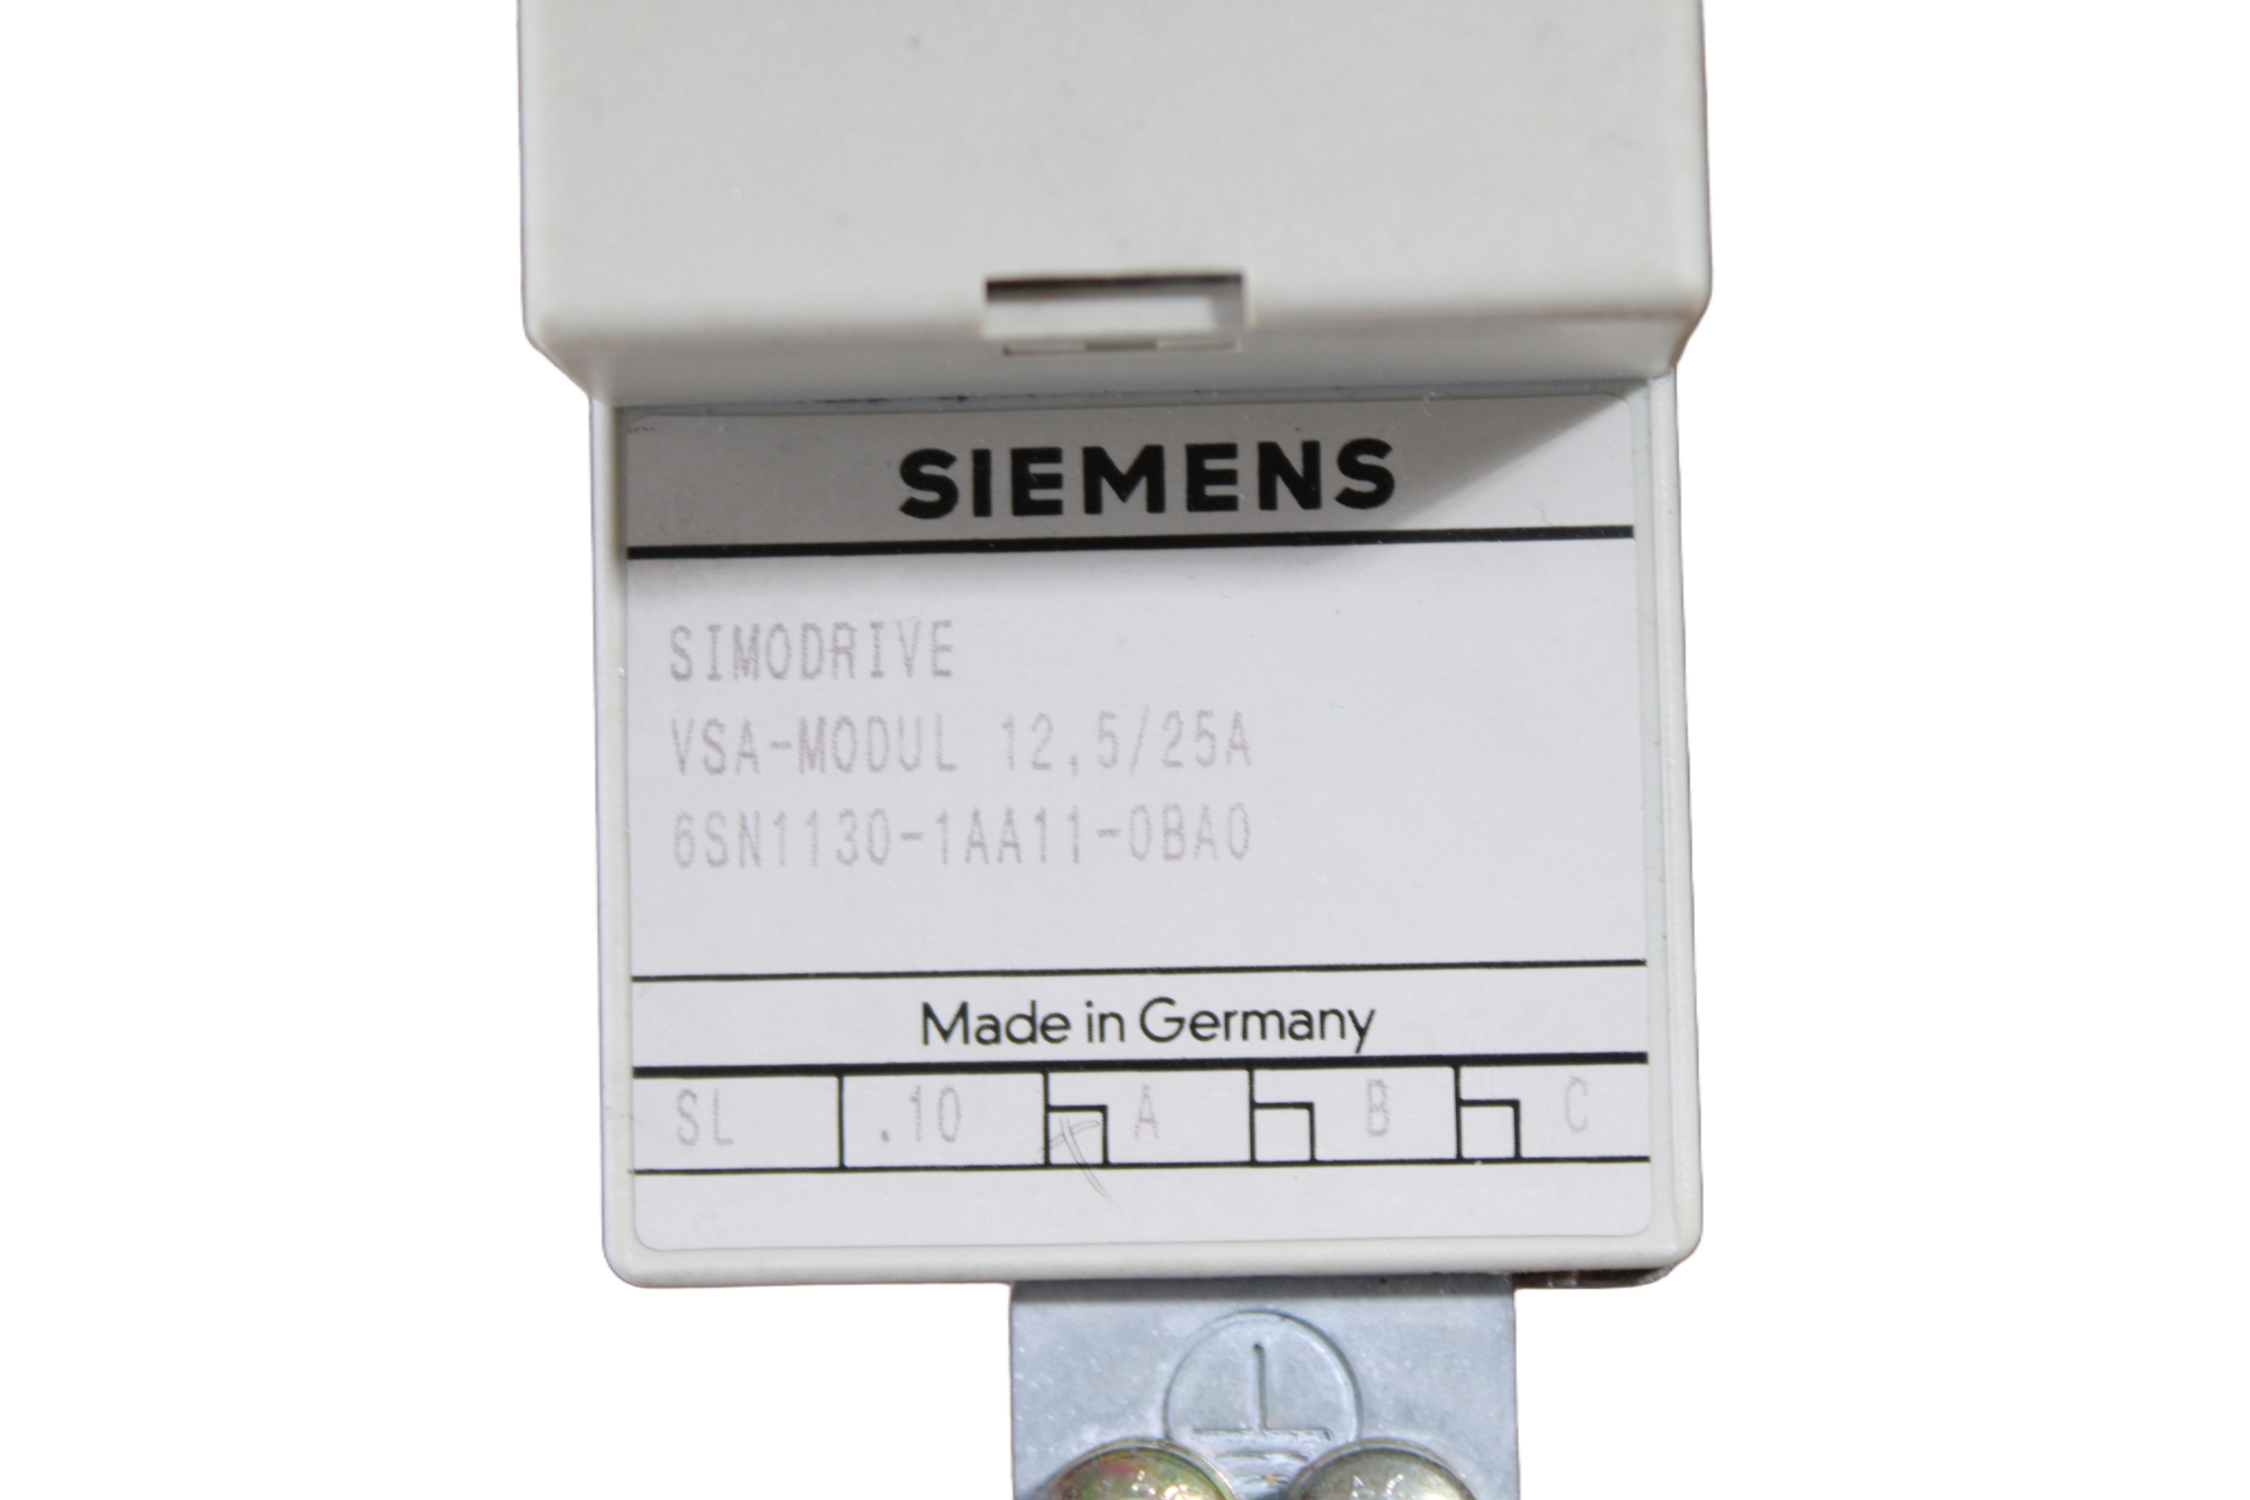 SIEMENS
SIMODRIVE
VSA-MODUL 12,5/25A
6SN1130-1AA11-0BA0
Made in Germany
SL .10 A B C